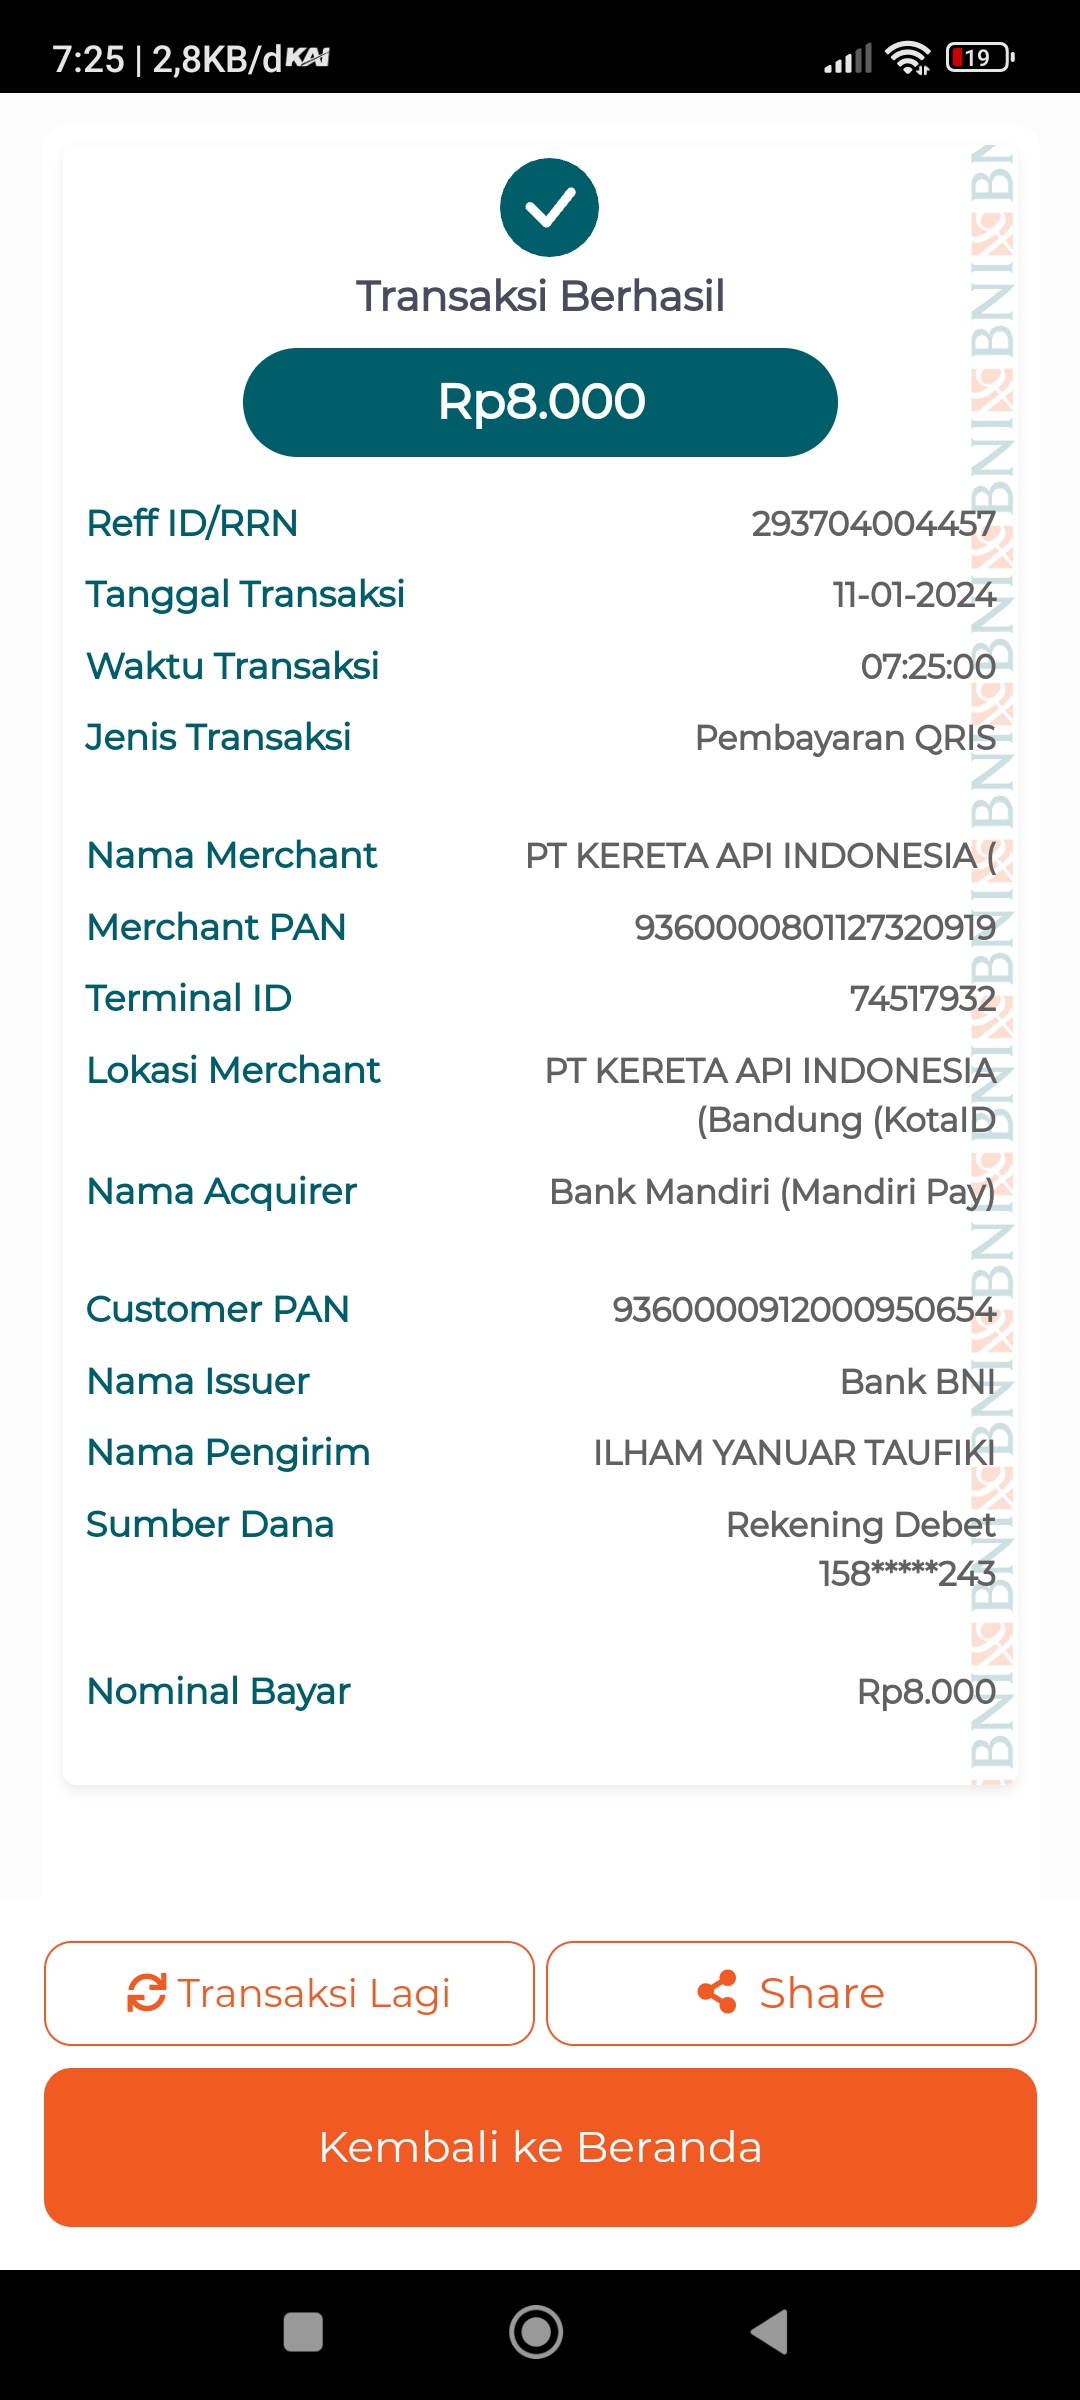 7:25 | 2,8KB/d KAI
19
Transaksi Berhasil
Rp8.000
Reff ID/RRN 293704004457
Tanggal Transaksi 11-01-2024
Waktu Transaksi 07:25:00
Jenis Transaksi Pembayaran QRIS
Nama Merchant PT KERETA API INDONESIA (
Merchant PAN 9360000801127320919
Terminal ID 74517932
Lokasi Merchant PT KERETA API INDONESIA
(Bandung (KotaID
Nama Acquirer Bank Mandiri (Mandiri Pay)
Customer PAN 9360000912000950654
Nama Issuer Bank BNI
Nama Pengirim ILHAM YANUAR TAUFIKI
Sumber Dana Rekening Debet
158*****243
Nominal Bayar Rp8.000
BNI BNI BNI BNI BNI BNI BNI BNI BNI BNI BNI
Transaksi Lagi
Share
Kembali ke Beranda